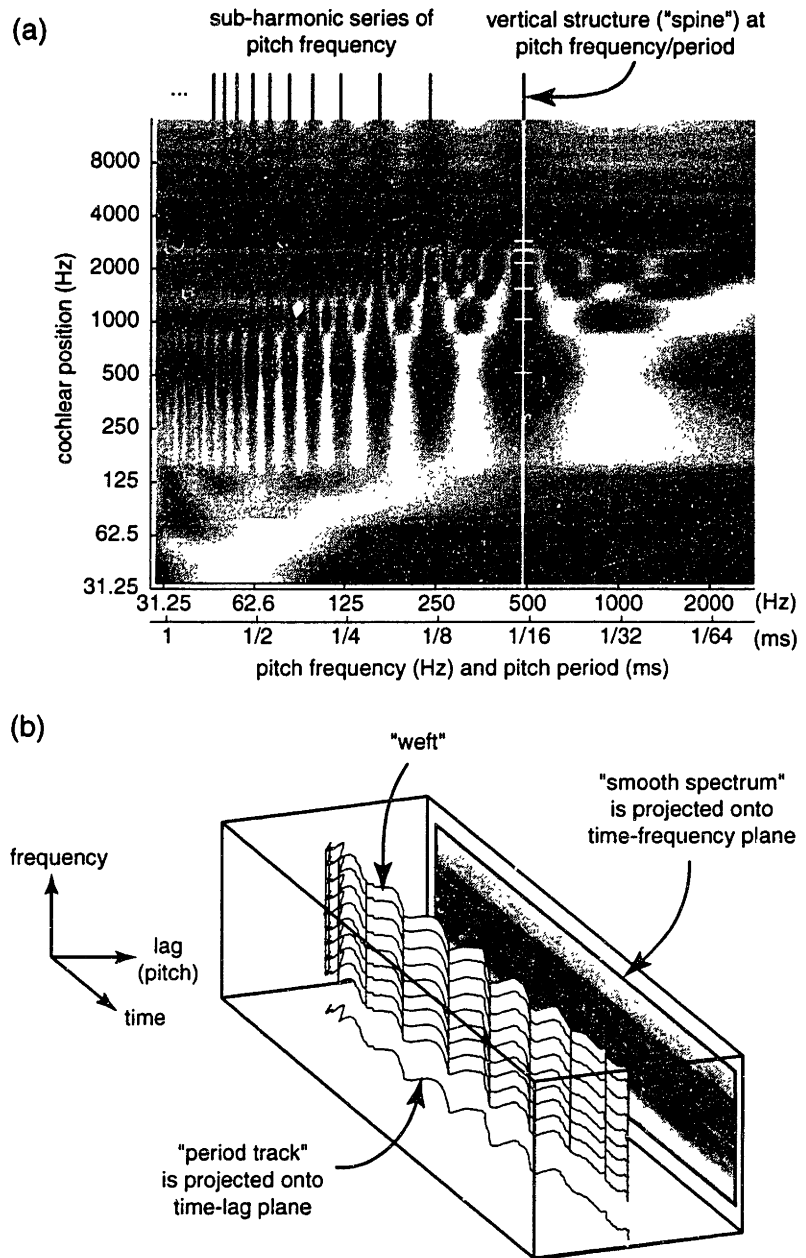 (a)
sub-harmonic series of
pitch frequency
vertical structure ("spine") at
pitch frequency/period
...
cochlear position (Hz)
8000
4000
2000
1000
500
250
125
62.5
31.25
31.25 62.6 125 250 500 1000 2000 (Hz)
1 1/2 1/4 1/8 1/16 1/32 1/64 (ms)
pitch frequency (Hz) and pitch period (ms)
(b)
"weft"
"smooth spectrum"
is projected onto
time-frequency plane
frequency
lag
(pitch)
time
"period track"
is projected onto
time-lag plane